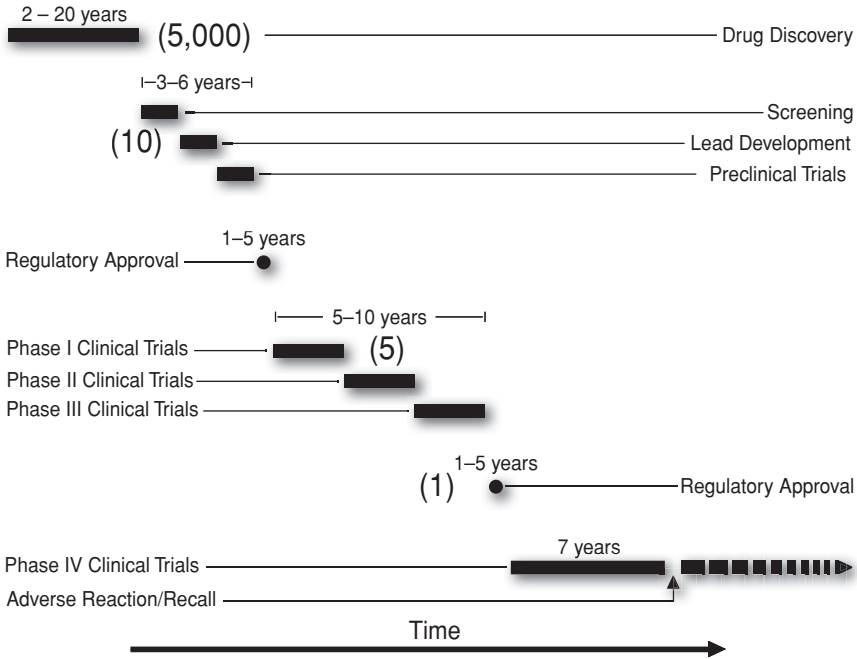 2 – 20 years
(5,000)
Drug Discovery
3–6 years
Screening
(10)
Lead Development
Preclinical Trials
1–5 years
Regulatory Approval
5–10 years
Phase I Clinical Trials
(5)
Phase II Clinical Trials
Phase III Clinical Trials
1–5 years
(1)
Regulatory Approval
7 years
Phase IV Clinical Trials
Adverse Reaction/Recall
Time